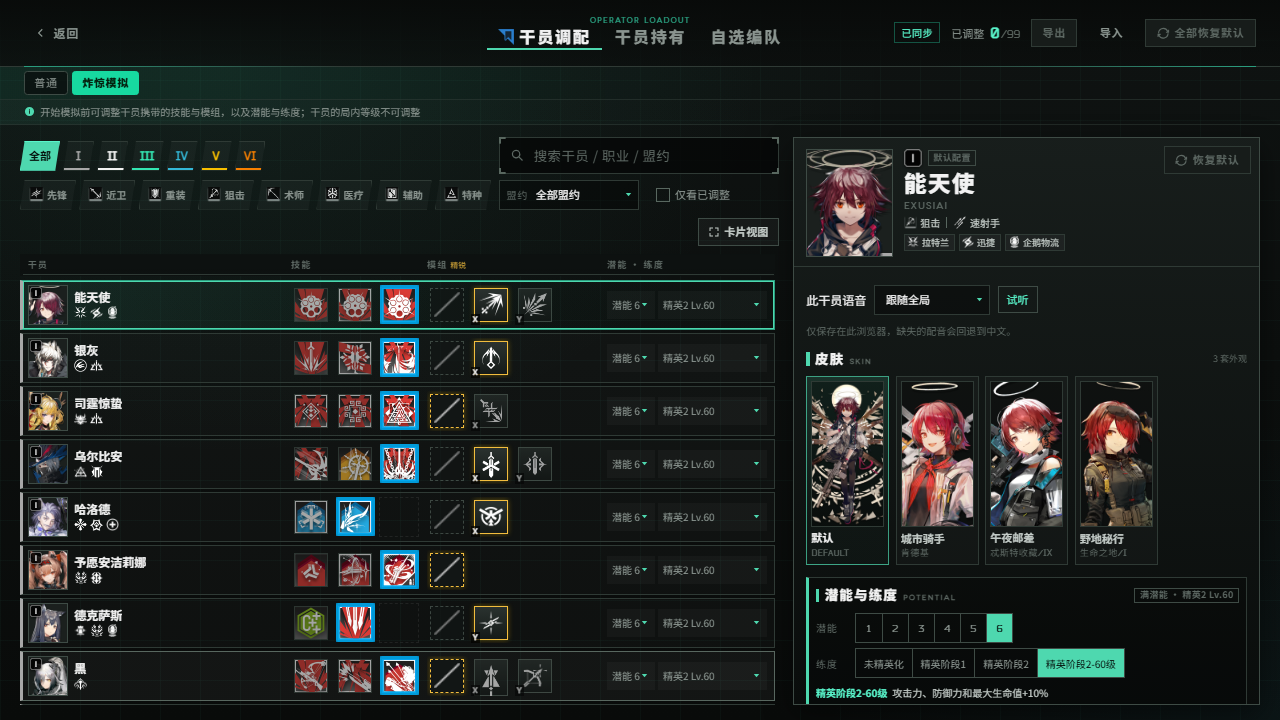 返回
OPERATOR LOADOUT
干员调配 干员持有 自选编队
已同步 已调整 0/99 导出 导入 全部恢复默认
普通 炸惊模拟
开始模拟前可调整干员携带的技能与模组，以及潜能与练度；干员的局内等级不可调整
全部 I II III IV V VI
搜索干员 / 职业 / 盟约
先锋 近卫 重装 狙击 术师 医疗 辅助 特种
盟约 全部盟约 仅看已调整
卡片视图
干员 技能 模组 精锐 潜能 · 练度
I 能天使 X Y 潜能 6 精英2 Lv.60
I 银灰 X 潜能 6 精英2 Lv.60
I 司霆惊蛰 X 潜能 6 精英2 Lv.60
I 乌尔比安 X Y 潜能 6 精英2 Lv.60
I 哈洛德 X 潜能 6 精英2 Lv.60
I 予愿安洁莉娜 潜能 6 精英2 Lv.60
I 德克萨斯 Y 潜能 6 精英2 Lv.60
I 黑 X Y 潜能 6 精英2 Lv.60
I 默认配置 恢复默认
能天使
EXUSIAI
狙击 速射手
拉特兰 迅捷 企鹅物流
此干员语音 跟随全局 试听
仅保存在此浏览器，缺失的配音会回退到中文。
皮肤 SKIN 3 套外观
默认 城市骑手 午夜邮差 野地秘行
DEFAULT 肯德基 忒斯特收藏/IX 生命之地/I
潜能与练度 POTENTIAL 满潜能 · 精英2 Lv.60
潜能 1 2 3 4 5 6
练度 未精英化 精英阶段1 精英阶段2 精英阶段2-60级
精英阶段2-60级 攻击力、防御力和最大生命值+10%